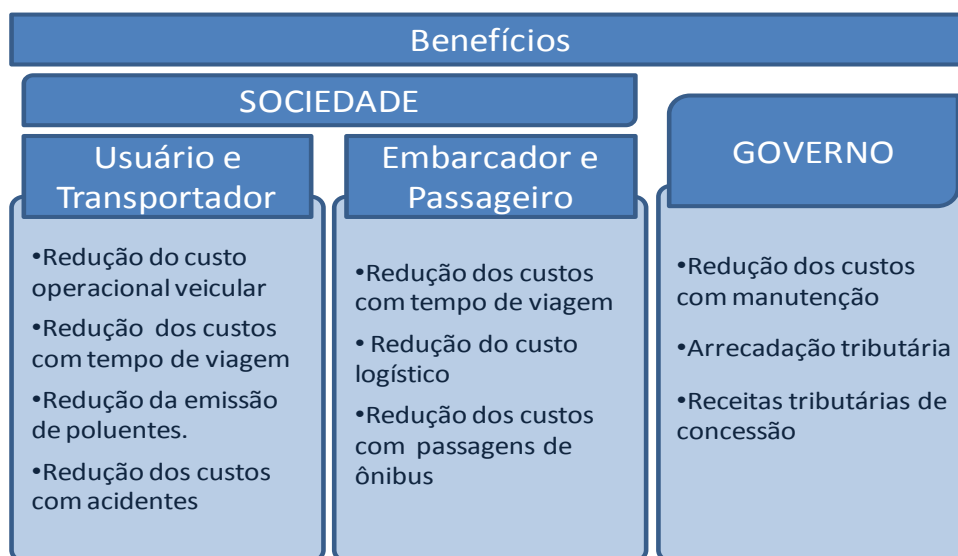 Benefícios
SOCIEDADE
Usuário e
Transportador
•Redução do custo
operacional veicular
•Redução dos custos
com tempo de viagem
•Redução da emissão
de poluentes.
•Redução dos custos
com acidentes
Embarcador e
Passageiro
•Redução dos custos
com tempo de viagem
• Redução do custo
logístico
•Redução dos custos
com passagens de
ônibus
GOVERNO
•Redução dos custos
com manutenção
•Arrecadação tributária
•Receitas tributárias de
concessão